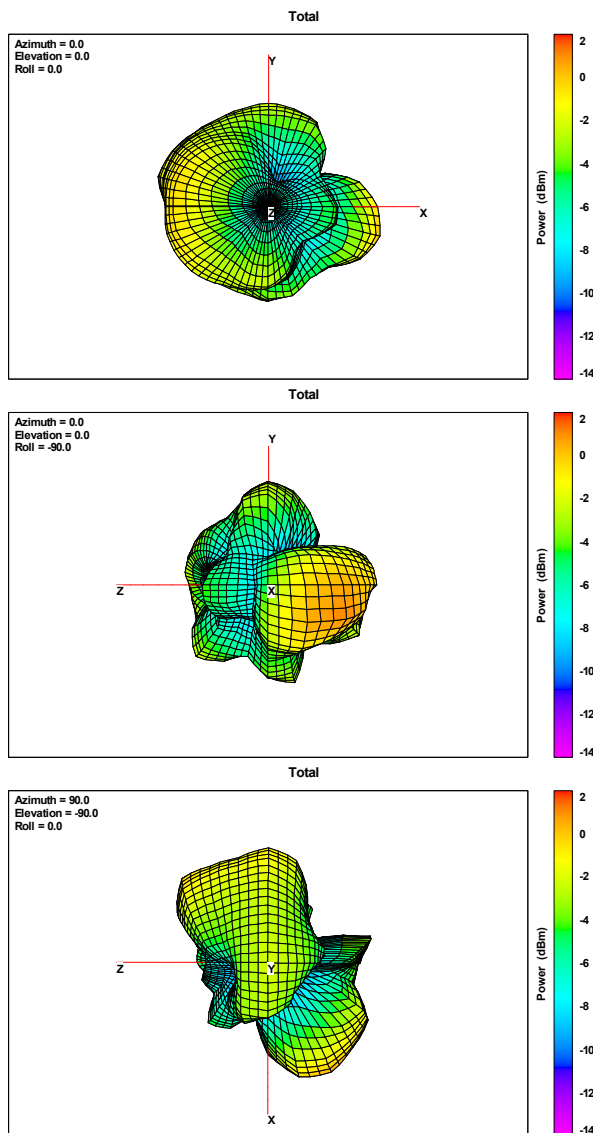 Total
Azimuth = 0.0
Elevation = 0.0
Roll = 0.0
Y
Z
X
2
0
-2
-4
-6
-8
-10
-12
-14
Power (dBm)
Total
Azimuth = 0.0
Elevation = 0.0
Roll = -90.0
Y
Z
X
2
0
-2
-4
-6
-8
-10
-12
-14
Power (dBm)
Total
Azimuth = 90.0
Elevation = -90.0
Roll = 0.0
Z
Y
X
2
0
-2
-4
-6
-8
-10
-12
-14
Power (dBm)